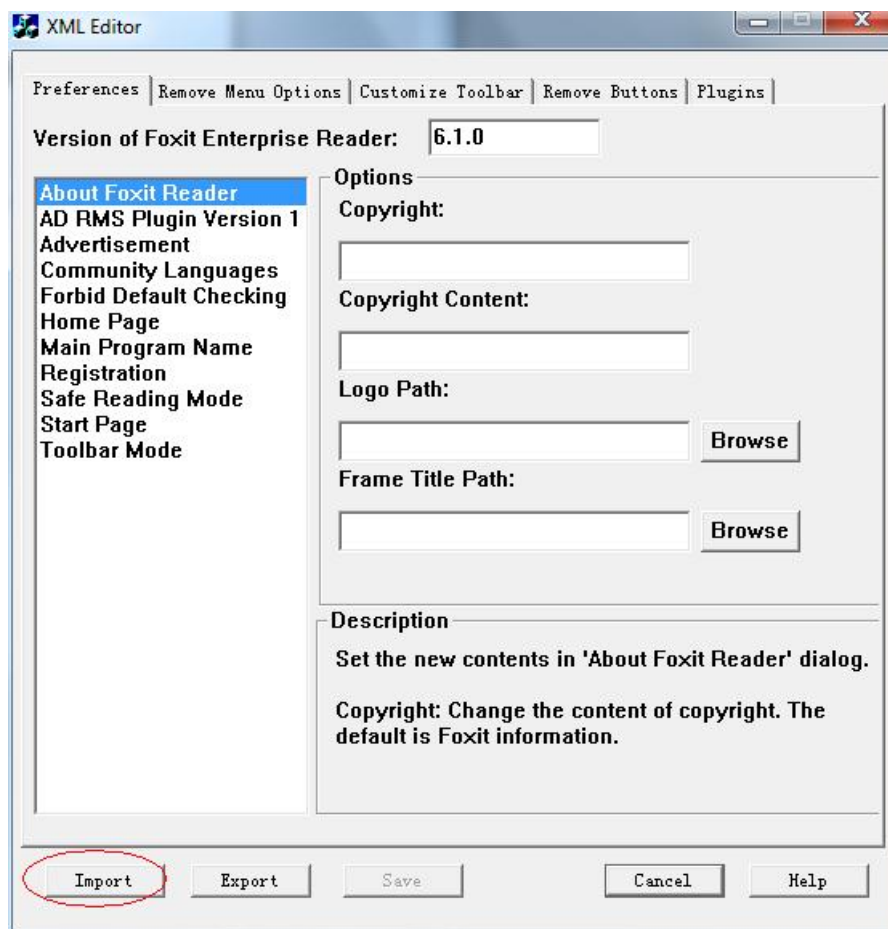 XML Editor
Preferences Remove Menu Options Customize Toolbar Remove Buttons Plugins
Version of Foxit Enterprise Reader: 6.1.0
About Foxit Reader
AD RMS Plugin Version 1
Advertisement
Community Languages
Forbid Default Checking
Home Page
Main Program Name
Registration
Safe Reading Mode
Start Page
Toolbar Mode
Options
Copyright:
Copyright Content:
Logo Path:
Browse
Frame Title Path:
Browse
Description
Set the new contents in 'About Foxit Reader' dialog.
Copyright: Change the content of copyright. The
default is Foxit information.
Import Export Save Cancel Help